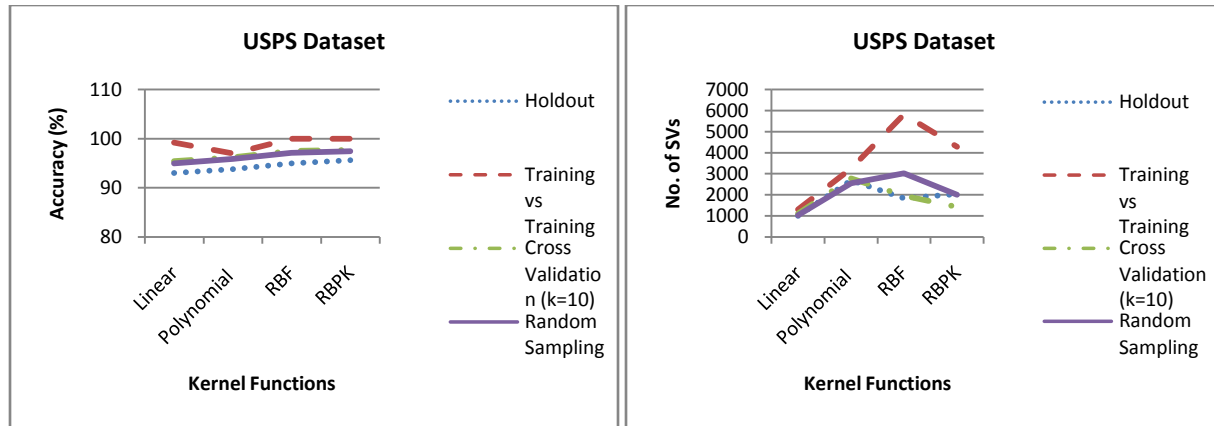 USPS Dataset
Accuracy (%)
110
100
90
80
Linear
Polynomial
RBF
RBPK
Kernel Functions
Holdout
Training
vs
Training
Cross
Validatio
n (k=10)
Random
Sampling
USPS Dataset
No. of SVs
7000
6000
5000
4000
3000
2000
1000
0
Linear
Polynomial
RBF
RBPK
Kernel Functions
Holdout
Training
vs
Training
Cross
Validation
(k=10)
Random
Sampling